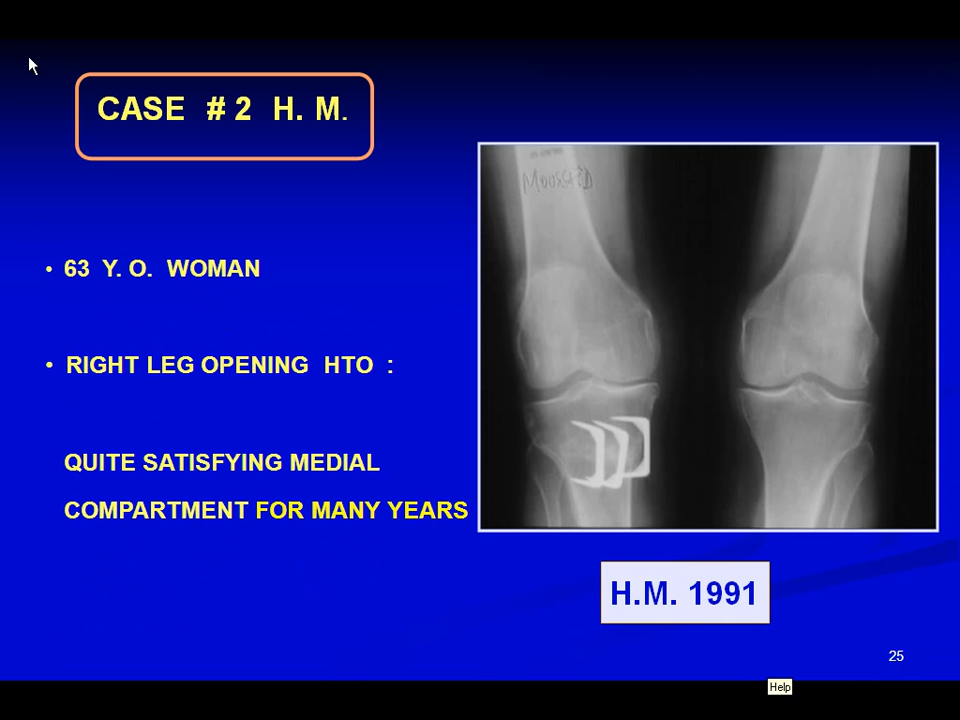 CASE # 2 H. M.
• 63 Y. O. WOMAN
• RIGHT LEG OPENING HTO :
QUITE SATISFYING MEDIAL
COMPARTMENT FOR MANY YEARS
H.M. 1991
25
Help